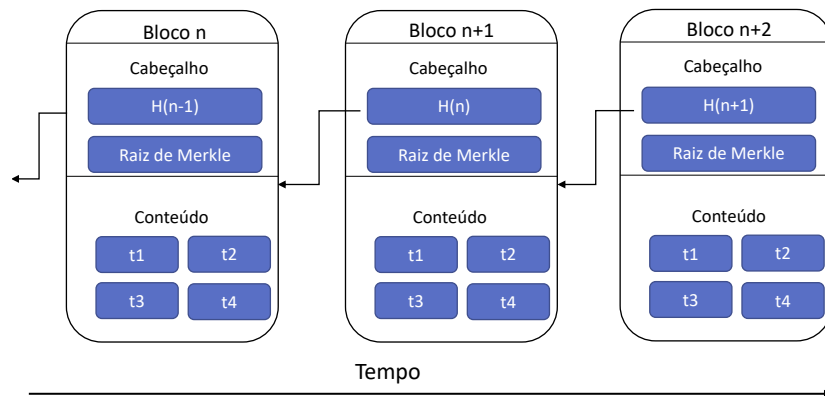 Bloco n
Cabeçalho
H(n-1)
Raiz de Merkle
Conteúdo
t1 t2
t3 t4
Bloco n+1
Cabeçalho
H(n)
Raiz de Merkle
Conteúdo
t1 t2
t3 t4
Bloco n+2
Cabeçalho
H(n+1)
Raiz de Merkle
Conteúdo
t1 t2
t3 t4
Tempo